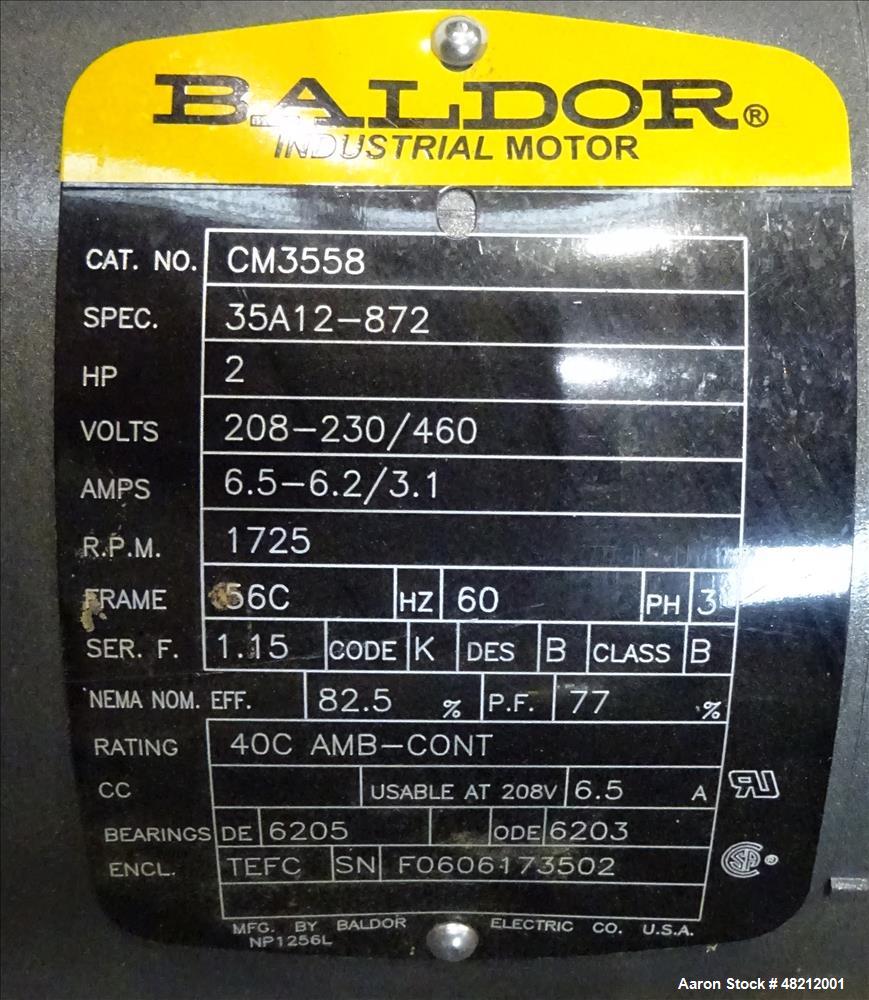 BALDOR®
INDUSTRIAL MOTOR
CAT. NO. CM3558
SPEC. 35A12-872
HP 2
VOLTS 208-230/460
AMPS 6.5-6.2/3.1
R.P.M. 1725
FRAME 56C HZ 60 PH 3
SER. F. 1.15 CODE K DES B CLASS B
NEMA NOM. EFF. 82.5 % P.F. 77 %
RATING 40C AMB-CONT
CC USABLE AT 208V 6.5 A
BEARINGS DE 6205 ODE 6203
ENCL. TEFC SN F0606173502
MFG. BY BALDOR ELECTRIC CO. U.S.A.
NP1256L
Aaron Stock # 48212001